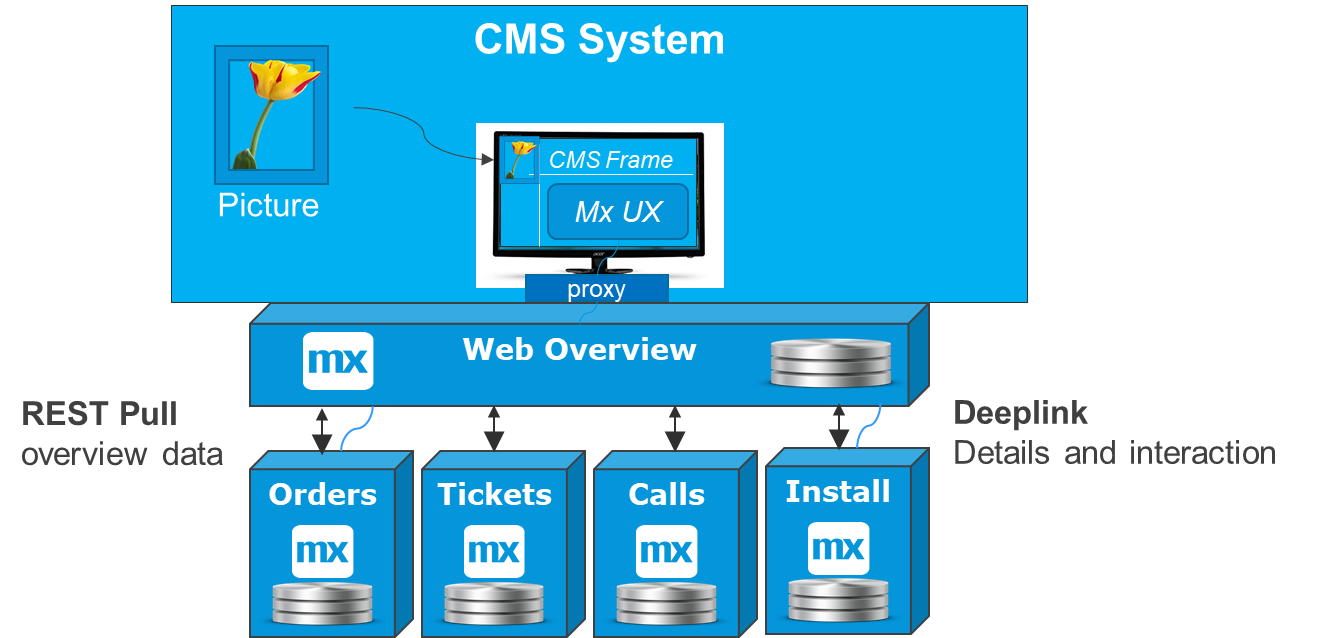 CMS System
Picture
CMS Frame
Mx UX
acer
proxy
mx
Web Overview
REST Pull
overview data
Deeplink
Details and interaction
Orders
Tickets
Calls
Install
mx
mx
mx
mx